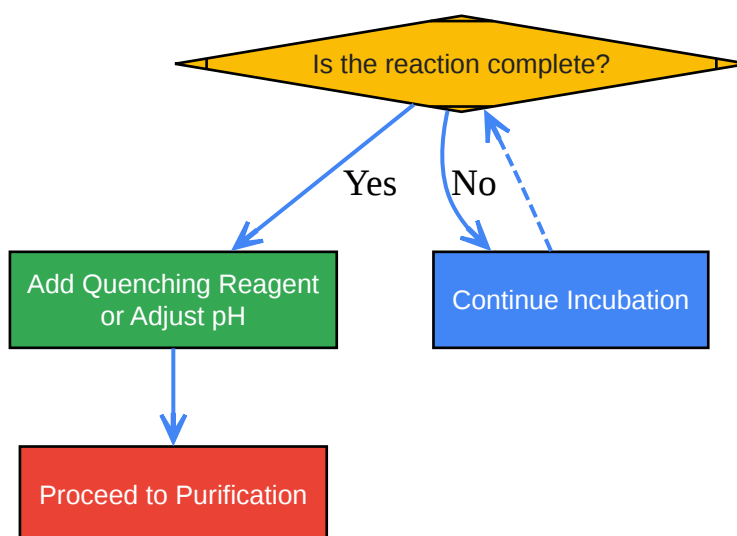 Is the reaction complete?
Yes
No
Add Quenching Reagent
or Adjust pH
Continue Incubation
Proceed to Purification